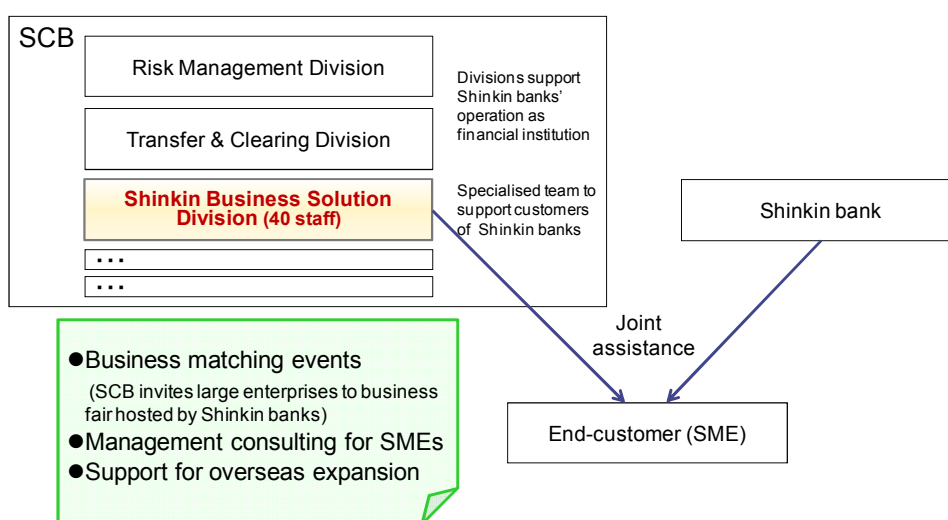 SCB
Risk Management Division
Divisions support
Shinkin banks'
operation as
financial institution
Transfer & Clearing Division
Shinkin Business Solution
Division (40 staff)
Specialised team to
support customers
of Shinkin banks
...
...
Shinkin bank
Joint
assistance
●Business matching events
(SCB invites large enterprises to business
fair hosted by Shinkin banks)
●Management consulting for SMEs
●Support for overseas expansion
End-customer (SME)